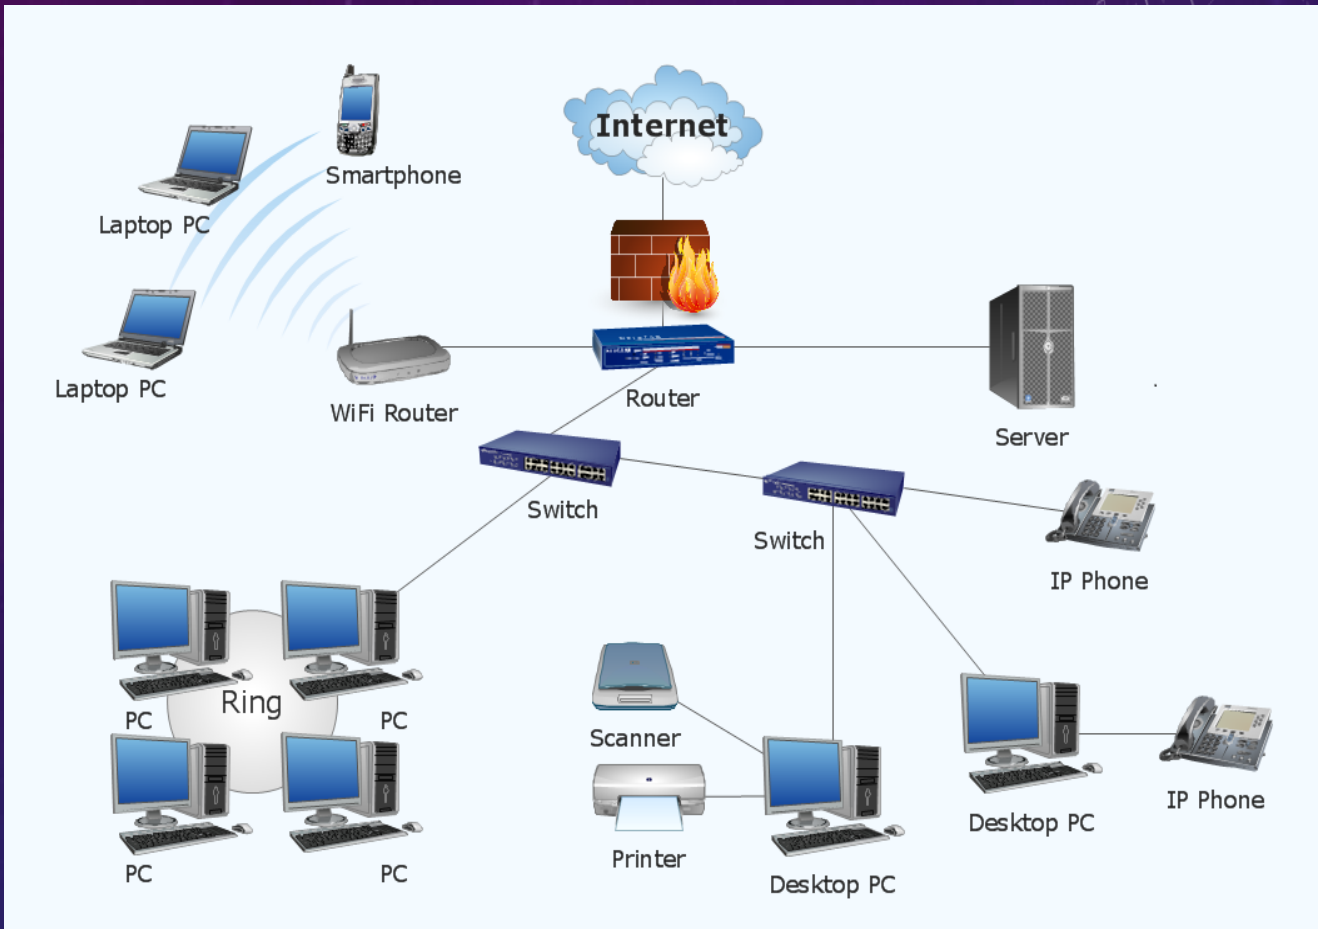 Internet
Smartphone
Laptop PC
Laptop PC
WiFi Router
Router
Server
Switch
Switch
IP Phone
Ring
PC
PC
PC
PC
Scanner
Printer
Desktop PC
Desktop PC
IP Phone